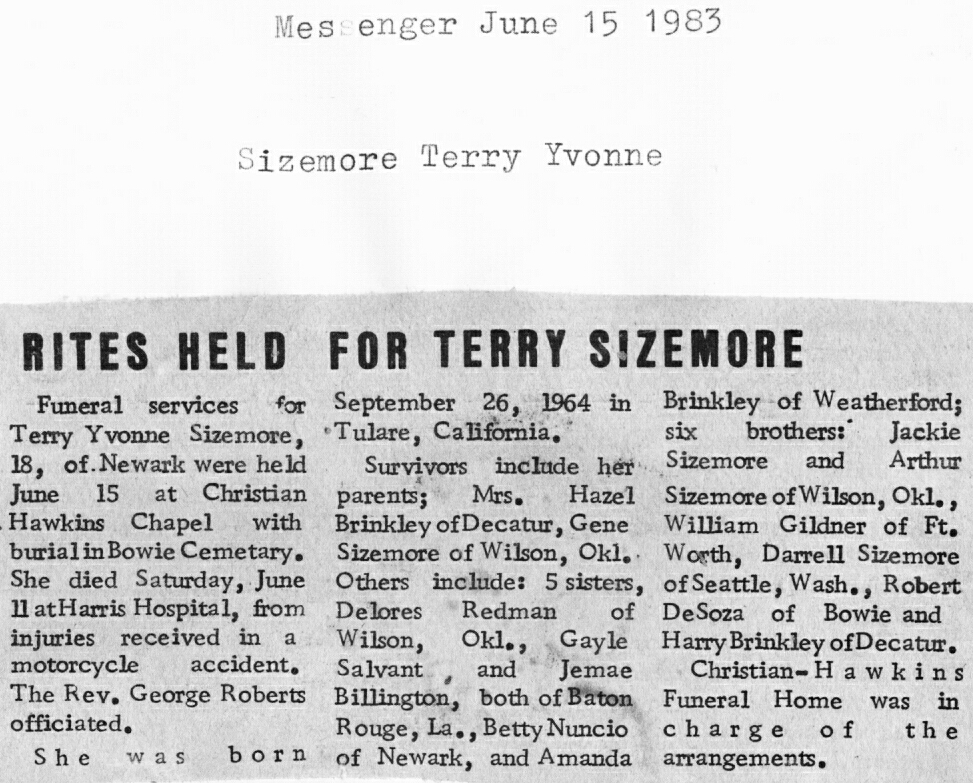 Messenger June 15 1983
Sizemore Terry Yvonne
RITES HELD FOR TERRY SIZEMORE
Funeral services for
Terry Yvonne Sizemore,
18, of Newark were held
June 15 at Christian
Hawkins Chapel with
burial in Bowie Cemetary.
She died Saturday, June
11 at Harris Hospital, from
injuries received in a
motorcycle accident.
The Rev. George Roberts
officiated.
She was born
September 26, 1964 in
Tulare, California.
Survivors include her
parents; Mrs. Hazel
Brinkley of Decatur, Gene
Sizemore of Wilson, Okl.
Others include: 5 sisters,
Delores Redman of
Wilson, Okl., Gayle
Salvant and Jemae
Billington, both of Baton
Rouge, La., Betty Nuncio
of Newark, and Amanda
Brinkley of Weatherford;
six brothers: Jackie
Sizemore and Arthur
Sizemore of Wilson, Okl.,
William Gildner of Ft.
Worth, Darrell Sizemore
of Seattle, Wash., Robert
DeSoza of Bowie and
Harry Brinkley of Decatur.
Christian-Hawkins
Funeral Home was in
charge of the
arrangements.